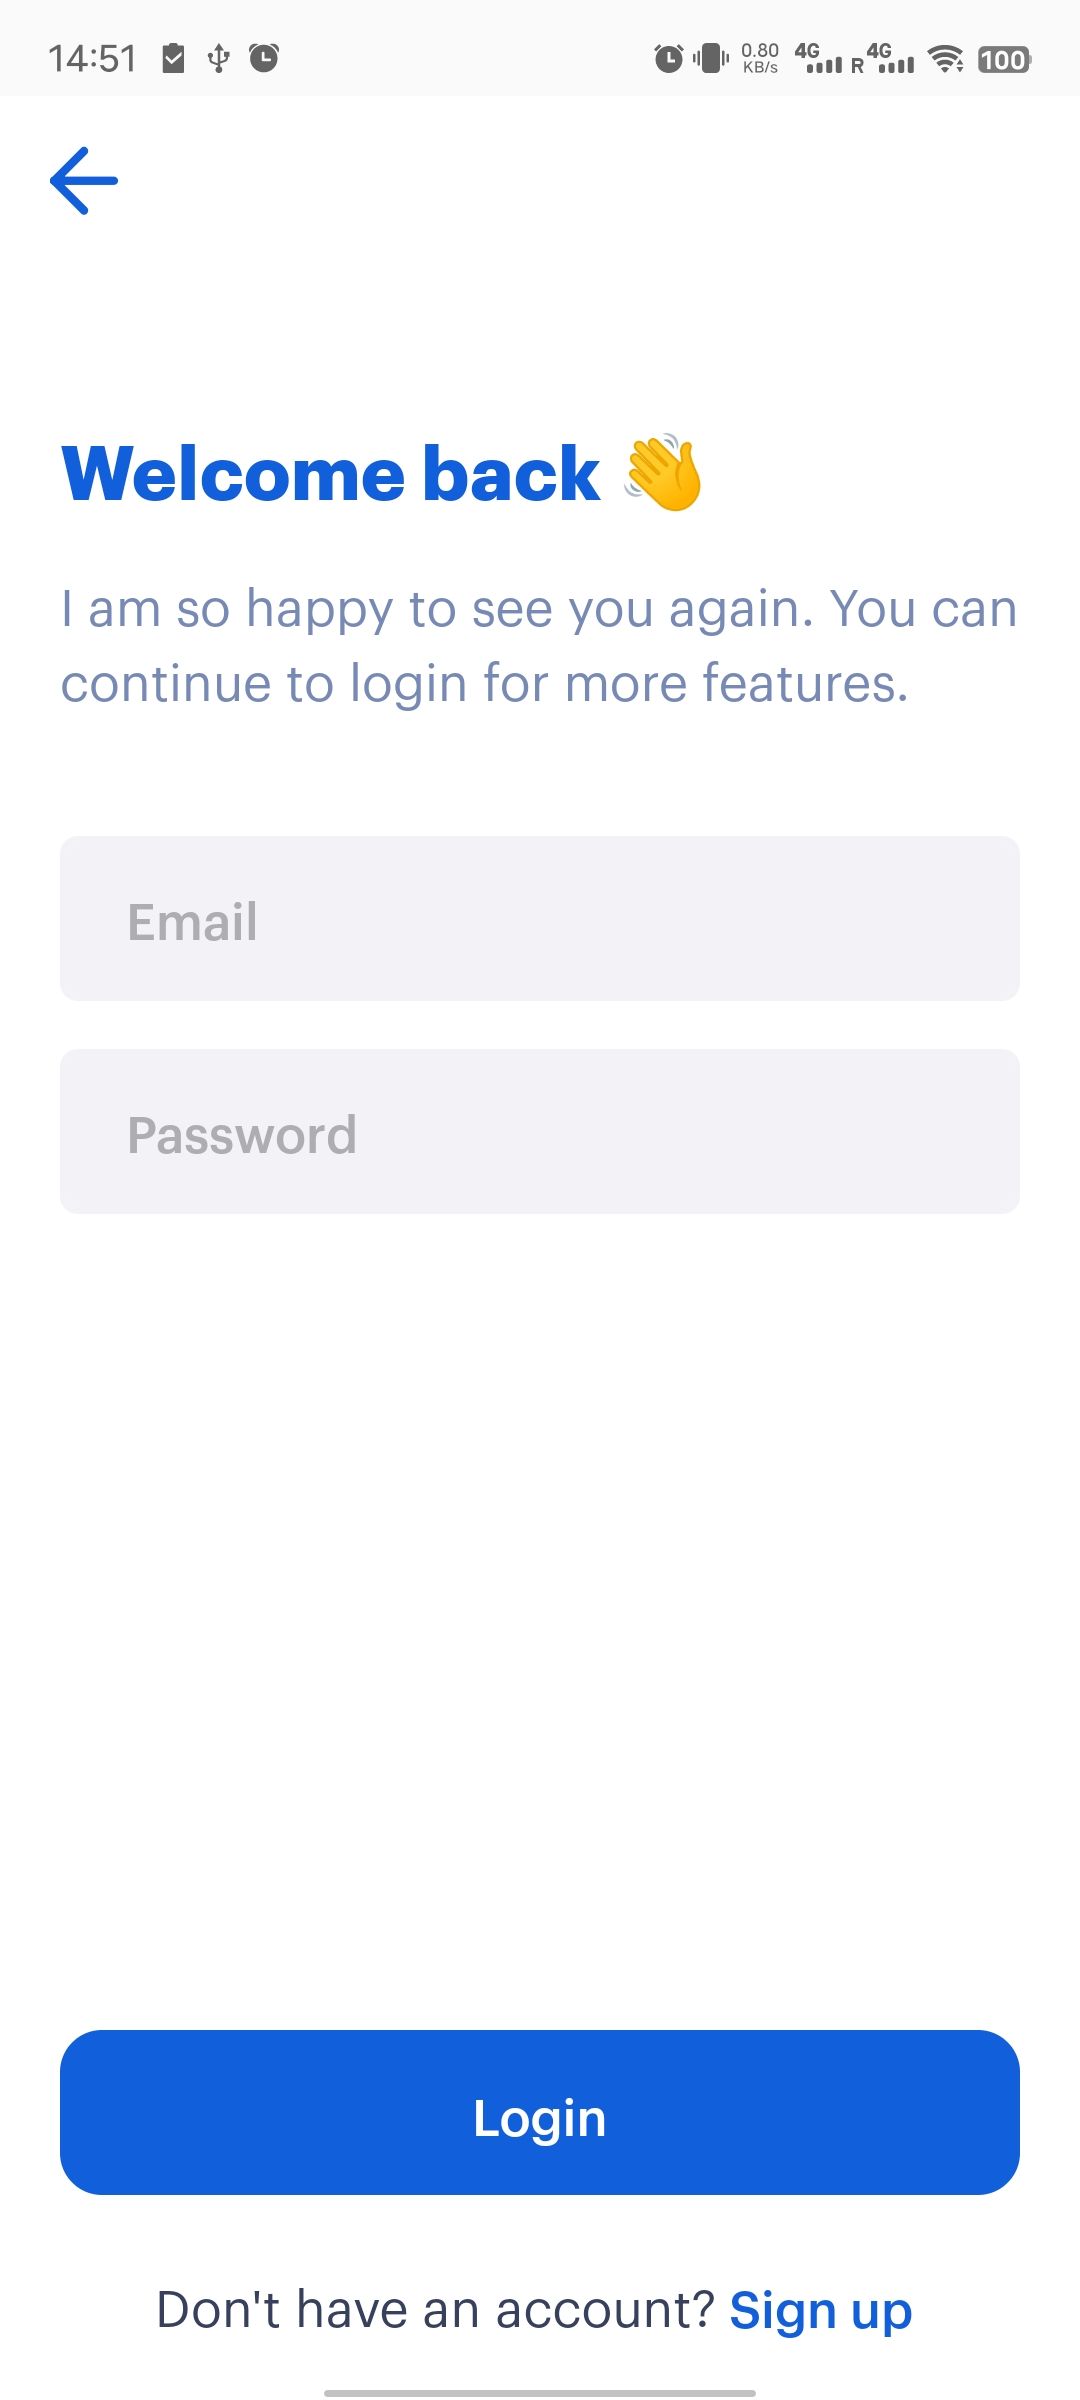 14:51 0.80 KB/s 4G R 4G 100
Welcome back 👋
I am so happy to see you again. You can
continue to login for more features.
Email
Password
Login
Don't have an account? Sign up